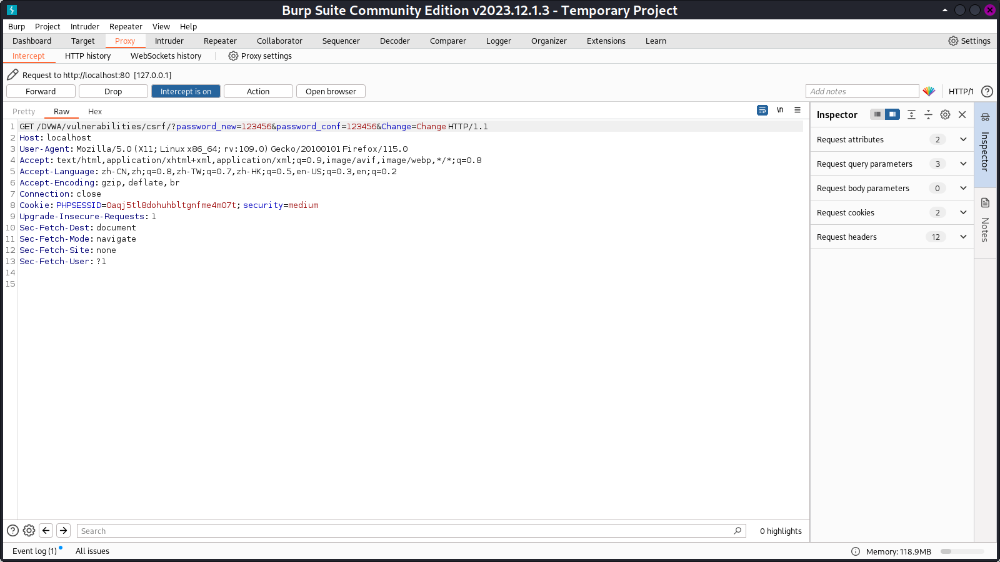 Burp Suite Community Edition v2023.12.1.3 - Temporary Project
Burp Project Intruder Repeater View Help
Dashboard Target Proxy Intruder Repeater Collaborator Sequencer Decoder Comparer Logger Organizer Extensions Learn Settings
Intercept HTTP history WebSockets history Proxy settings
Request to http://localhost:80 [127.0.0.1]
Forward Drop Intercept is on Action Open browser Add notes HTTP/1 ?
Pretty Raw Hex \n
Inspector
1 GET /DVWA/vulnerabilities/csrf/?password_new=123456&password_conf=123456&Change=Change HTTP/1.1
2 Host: localhost
3 User-Agent: Mozilla/5.0 (X11; Linux x86_64; rv:109.0) Gecko/20100101 Firefox/115.0
4 Accept: text/html,application/xhtml+xml,application/xml;q=0.9,image/avif,image/webp,*/*;q=0.8
5 Accept-Language: zh-CN,zh;q=0.8,zh-TW;q=0.7,zh-HK;q=0.5,en-US;q=0.3,en;q=0.2
6 Accept-Encoding: gzip, deflate, br
7 Connection: close
8 Cookie: PHPSESSID=0aqj5tl8dohuhbltgnfme4m07t; security=medium
9 Upgrade-Insecure-Requests: 1
10 Sec-Fetch-Dest: document
11 Sec-Fetch-Mode: navigate
12 Sec-Fetch-Site: none
13 Sec-Fetch-User: ?1
14
15
Request attributes 2
Request query parameters 3
Request body parameters 0
Request cookies 2
Request headers 12
Inspector
Notes
? Search 0 highlights
Event log (1) All issues Memory: 118.9MB